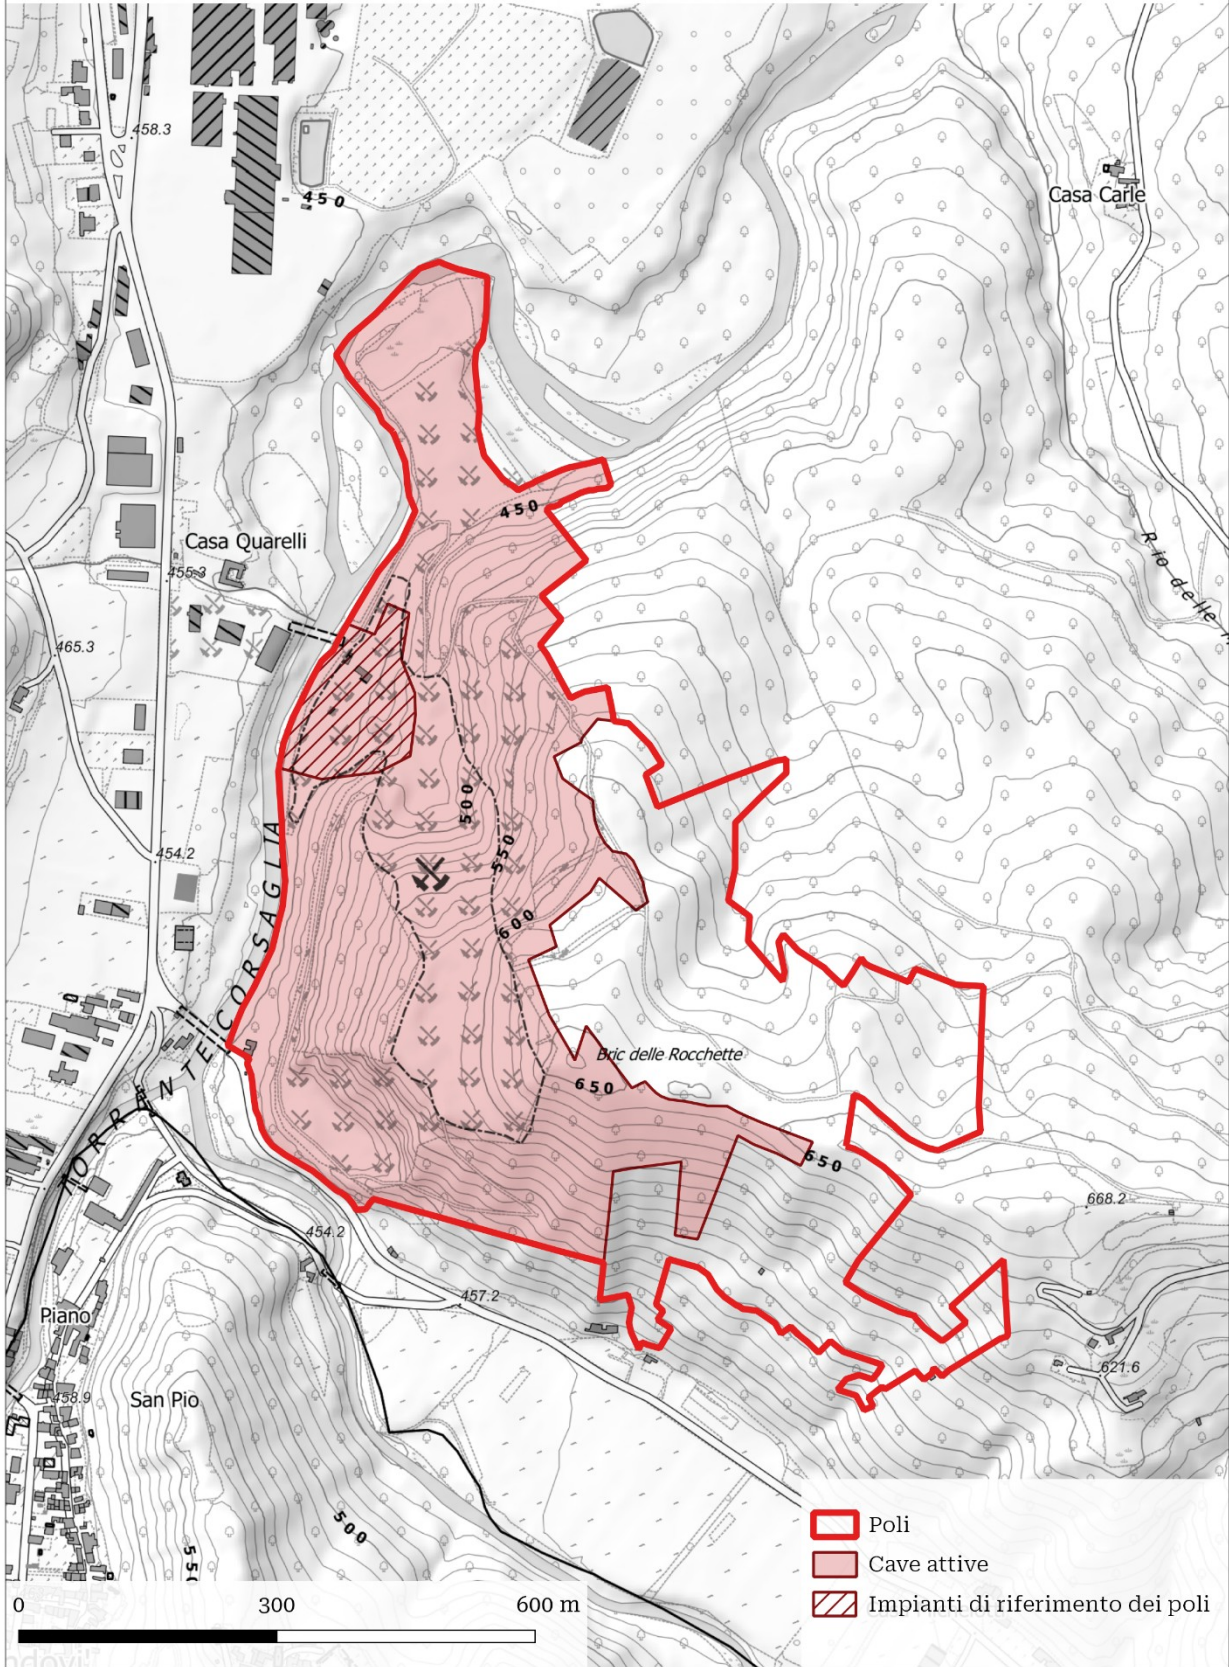 458.3
450
Casa Carle
450
Casa Quarelli
455.3
Rio delle
465.3
500
550
454.2
600
TORRENTE CORSAGLIA
Bric delle Rocchette
650
650
668.2
454.2
457.2
Piano
621.6
458.9
San Pio
500
550
Poli
Cave attive
Impianti di riferimento dei poli
0 300 600 m